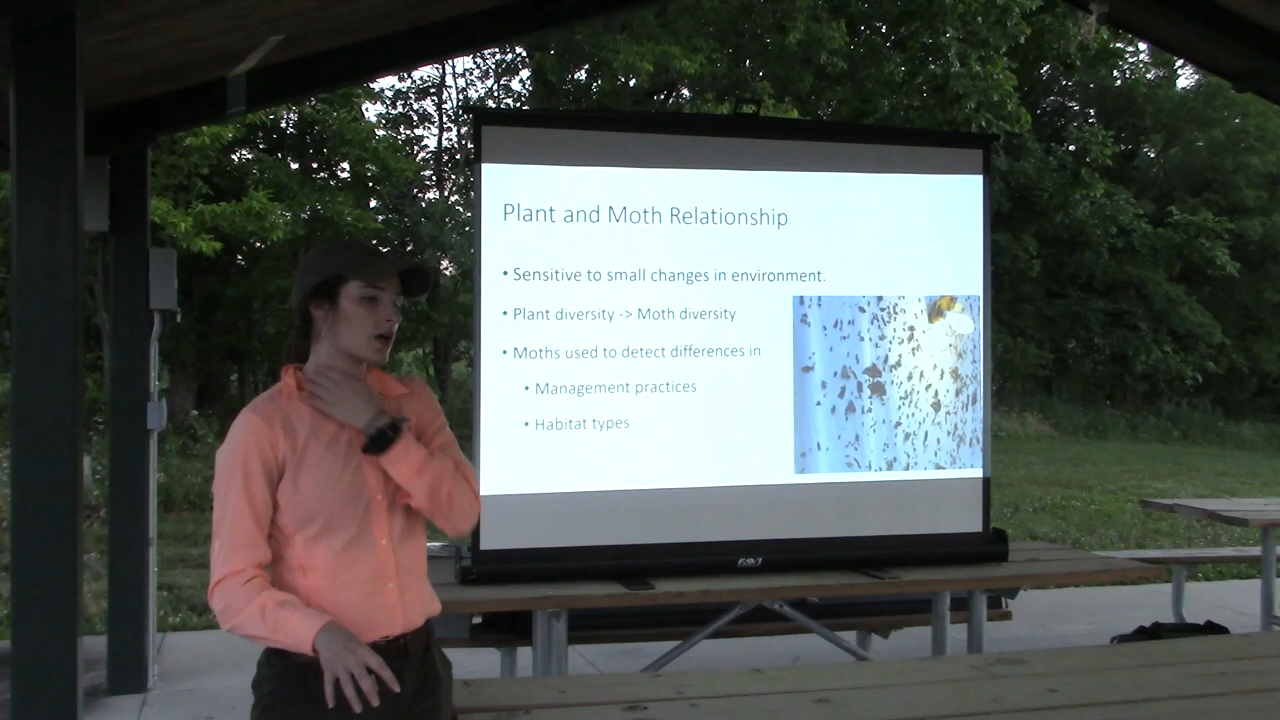 Plant and Moth Relationship
• Sensitive to small changes in environment.
• Plant diversity -> Moth diversity
• Moths used to detect differences in
• Management practices
• Habitat types